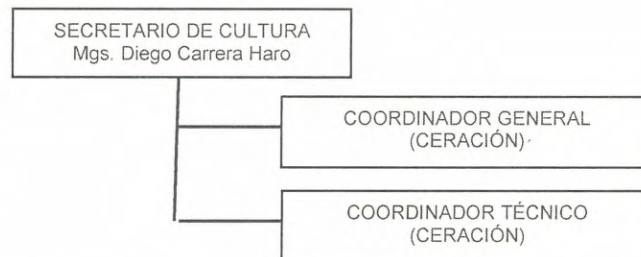 SECRETARIO DE CULTURA
Mgs. Diego Carrera Haro
COORDINADOR GENERAL
(CERACIÓN)
COORDINADOR TÉCNICO
(CERACIÓN)